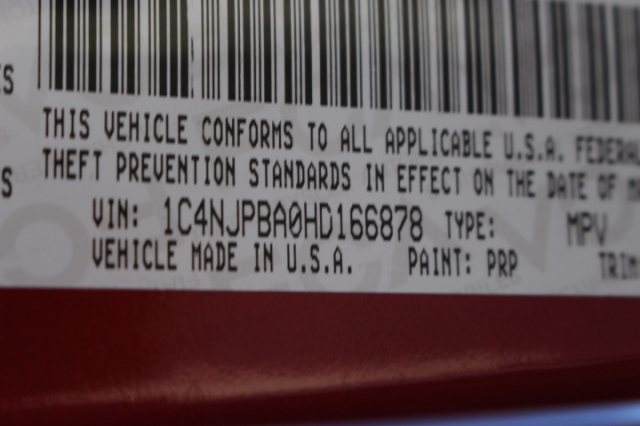 THIS VEHICLE CONFORMS TO ALL APPLICABLE U.S.A. FEDERAL
THEFT PREVENTION STANDARDS IN EFFECT ON THE DATE OF
VIN: 1C4NJPBA0HD166878 TYPE: MPV
VEHICLE MADE IN U.S.A. PAINT: PRP TRIM